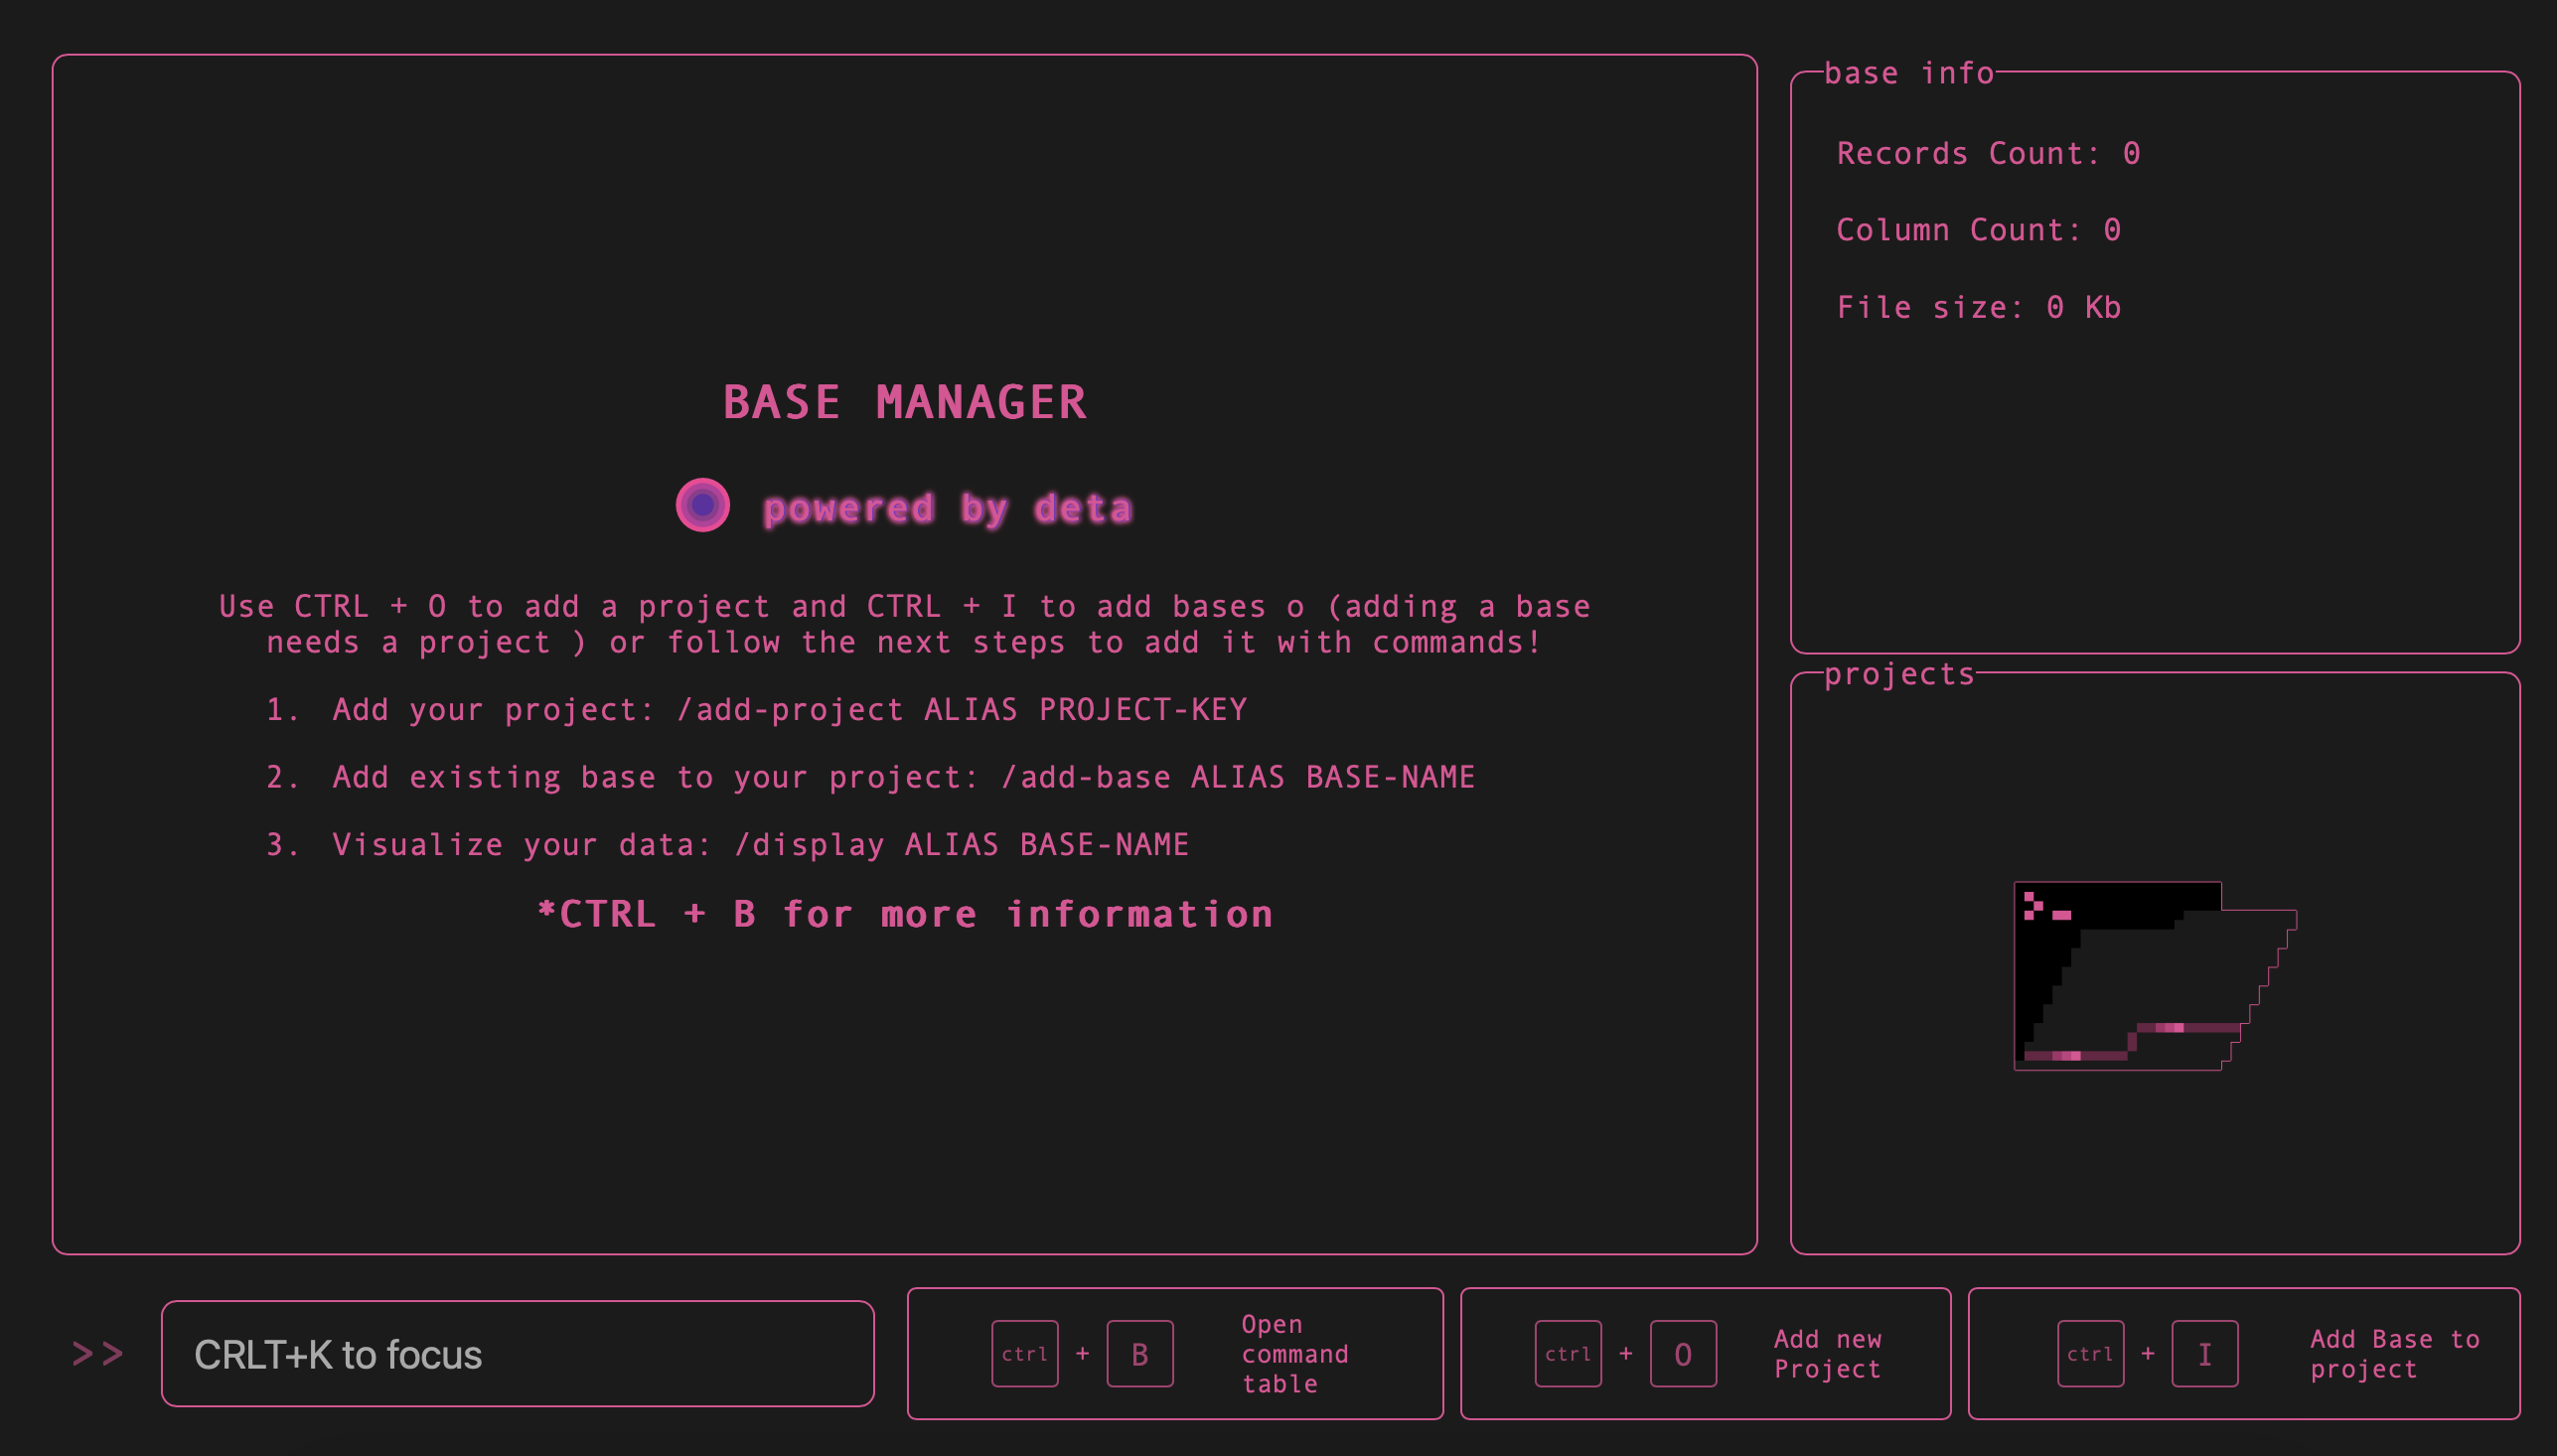 BASE MANAGER
powered by deta
Use CTRL + O to add a project and CTRL + I to add bases o (adding a base
needs a project ) or follow the next steps to add it with commands!
1. Add your project: /add-project ALIAS PROJECT-KEY
2. Add existing base to your project: /add-base ALIAS BASE-NAME
3. Visualize your data: /display ALIAS BASE-NAME
*CTRL + B for more information
base info
Records Count: 0
Column Count: 0
File size: 0 Kb
projects
>> CRLT+K to focus
ctrl + B
Open
command
table
ctrl + O
Add new
Project
ctrl + I
Add Base to
project